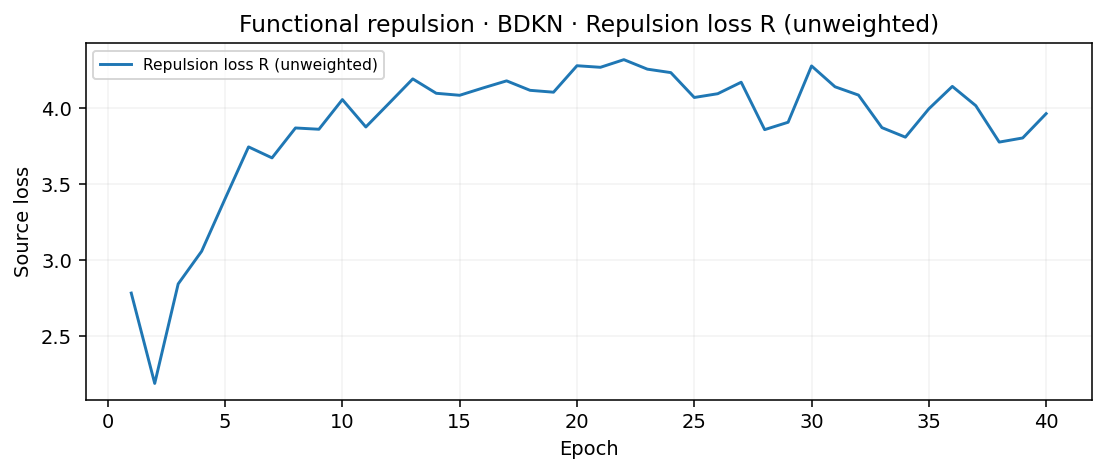 Functional repulsion · BDKN · Repulsion loss R (unweighted)
Repulsion loss R (unweighted)
Source loss
4.0
3.5
3.0
2.5
0 5 10 15 20 25 30 35 40
Epoch